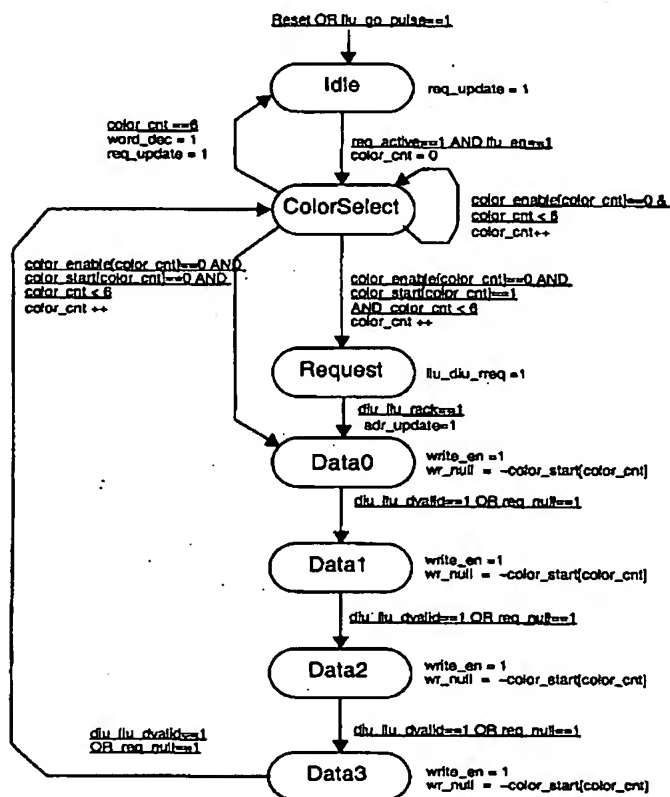 Reset OR llu_go_pulse==1
Idle
req_update = 1
color_cnt ==6
word_dec = 1
req_update = 1
req_active==1 AND llu_en==1
color_cnt = 0
ColorSelect
color_enable[color_cnt]==0 &
color_cnt < 6
color_cnt++
color_enable[color_cnt]==0 AND
color_start[color_cnt]==0 AND
color_cnt < 6
color_cnt ++
color_enable[color_cnt]==0 AND
color_start[color_cnt]==1
AND color_cnt < 6
color_cnt ++
Request
llu_diu_rreq =1
diu_llu_rack==1
adr_update=1
Data0
write_en =1
wr_null = ~color_start[color_cnt]
diu_llu_dvalid==1 OR req_null==1
Data1
write_en =1
wr_null = ~color_start[color_cnt]
diu_llu_dvalid==1 OR req_null==1
Data2
write_en = 1
wr_null = ~color_start[color_cnt]
diu_llu_dvalid==1
OR req_null==1
diu_llu_dvalid==1 OR req_null==1
Data3
write_en = 1
wr_null = ~color_start[color_cnt]